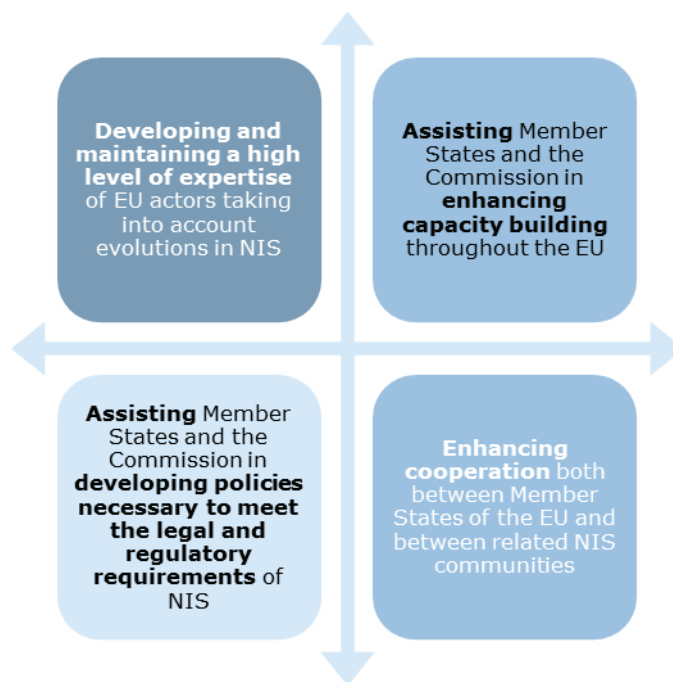 Developing and
maintaining a high
level of expertise
of EU actors taking
into account
evolutions in NIS
Assisting Member
States and the
Commission in
enhancing
capacity building
throughout the EU
Assisting Member
States and the
Commission in
developing policies
necessary to meet
the legal and
regulatory
requirements of
NIS
Enhancing
cooperation both
between Member
States of the EU and
between related NIS
communities